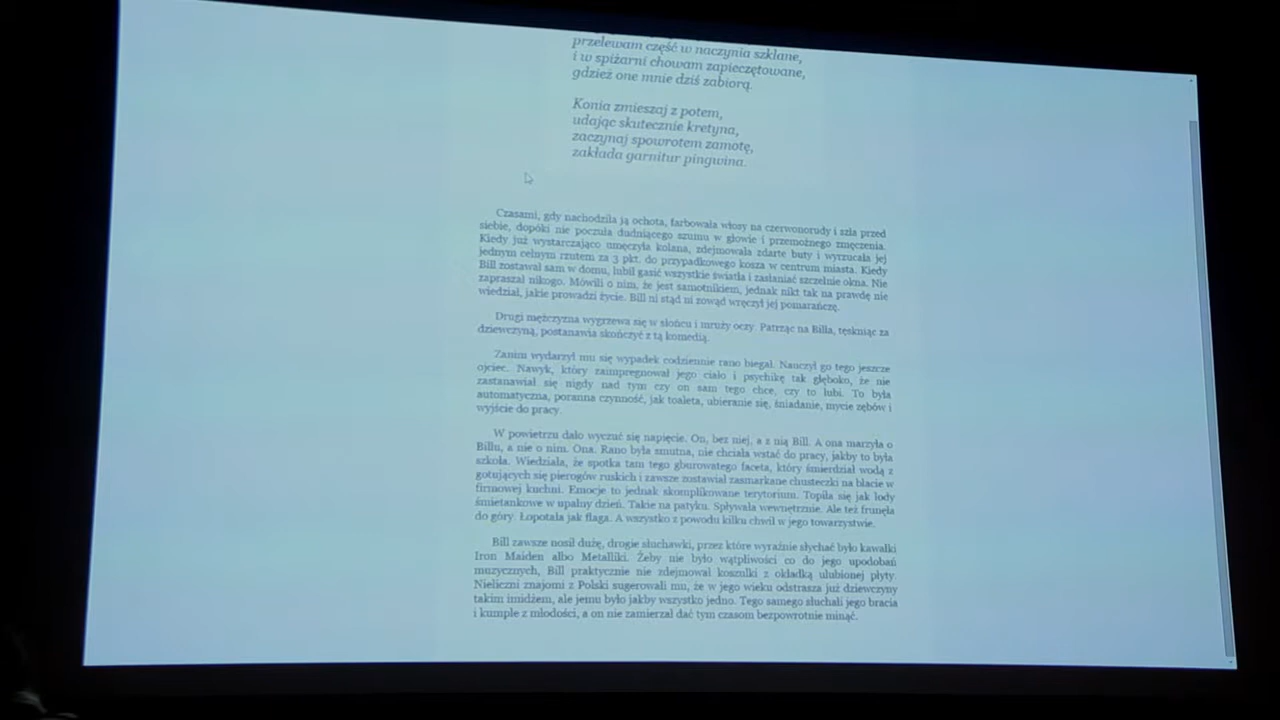 przelewam część w naczynia szklane,
i w spiżarni chowam zapieczętowane,
gdzież one mnie dziś zabiorą.
Konia zmieszaj z potem,
udając skutecznie kretyna,
zaczynaj spowrotem zamotę,
zakłada garnitur pingwina.
Czasami, gdy nachodziła ją ochota, farbowała włosy na czerwonorudy i szła przed
siebie, dopóki nie poczuła dudniącego szumu w głowie i przemożnego zmęczenia.
Kiedy już wystarczająco umęczyła kolana, zdejmowała zdarte buty i wyrzucała jej
jednym celnym rzutem za 3 pkt. do przypadkowego kosza w centrum miasta. Kiedy
Bill zostawał sam w domu, lubił gasić wszystkie światła i zasłaniać szczelnie okna. Nie
zapraszał nikogo. Mówili o nim, że jest samotnikiem, jednak nikt tak na prawdę nie
wiedział, jakie prowadzi życie. Bill ni stąd ni zowąd wręczył jej pomarańczę.
Drugi mężczyzna wygrzewa się w słońcu i mruży oczy. Patrząc na Billa, tęskniąc za
dziewczyną, postanawia skończyć z tą komedią.
Zanim wydarzył mu się wypadek codziennie rano biegał. Nauczył go tego jeszcze
ojciec. Nawyk, który zaimpregnował jego ciało i psychikę tak głęboko, że nie
zastanawiał się nigdy nad tym czy on sam tego chce, czy to lubi. To była
automatyczna, poranna czynność, jak toaleta, ubieranie się, śniadanie, mycie zębów i
wyjście do pracy.
W powietrzu dało wyczuć się napięcie. On, bez niej, a z nią Bill. A ona marzyła o
Billu, a nie o nim. Ona. Rano była smutna, nie chciała wstać do pracy, jakby to była
szkoła. Wiedziała, że spotka tam tego gburowatego faceta, który śmierdział wodą z
gotujących się pierogów ruskich i zawsze zostawiał zasmarkane chusteczki na blacie w
firmowej kuchni. Emocje to jednak skomplikowane terytorium. Topiła się jak lody
śmietankowe w upalny dzień. Takie na patyku. Spływała wewnętrznie. Ale też frunęła
do góry. Łopotała jak flaga. A wszystko z powodu kilku chwil w jego towarzystwie.
Bill zawsze nosił duże, drogie słuchawki, przez które wyraźnie słychać było kawałki
Iron Maiden albo Metalliki. Żeby nie było wątpliwości co do jego upodobań
muzycznych, Bill praktycznie nie zdejmował koszulki z okładką ulubionej płyty.
Nieliczni znajomi z Polski sugerowali mu, że w jego wieku odstrasza już dziewczyny
takim imidżem, ale jemu było jakby wszystko jedno. Tego samego słuchali jego bracia
i kumple z młodości, a on nie zamierzał dać tym czasom bezpowrotnie minąć.